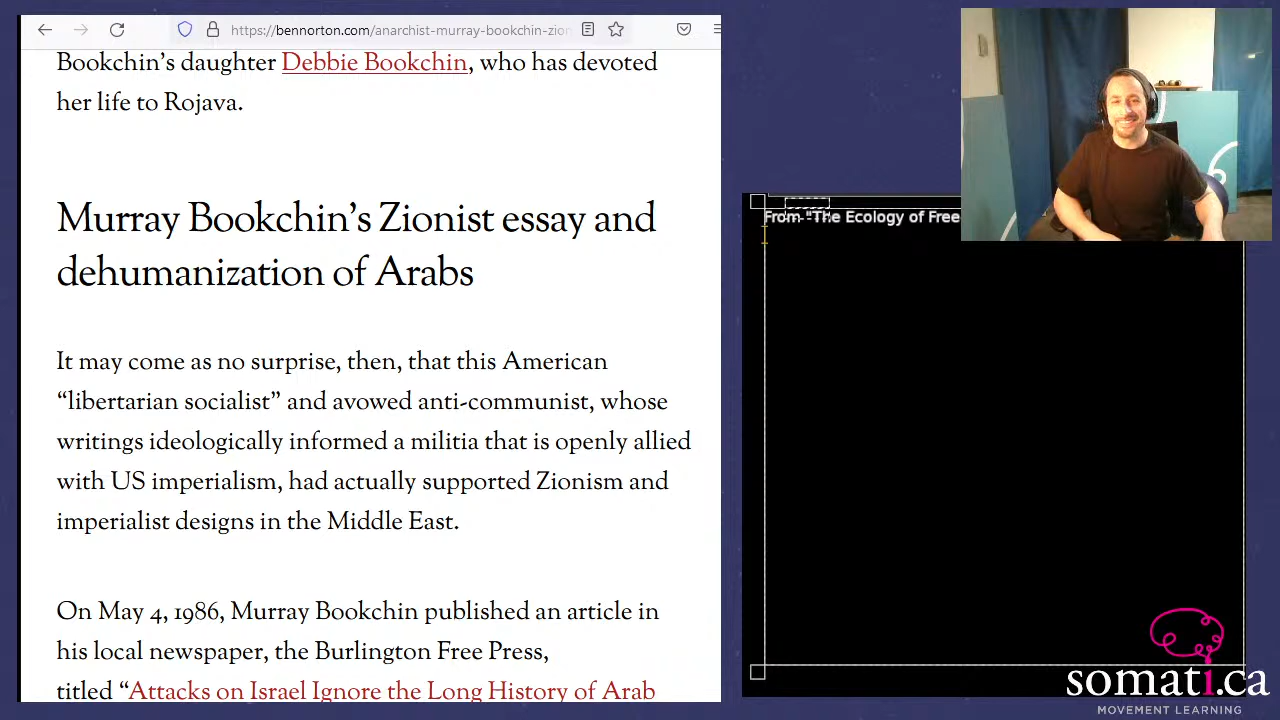 https://bennorton.com/anarchist-murray-bookchin-zion
Bookchin’s daughter Debbie Bookchin, who has devoted
her life to Rojava.
Murray Bookchin’s Zionist essay and
dehumanization of Arabs
It may come as no surprise, then, that this American
“libertarian socialist” and avowed anti-communist, whose
writings ideologically informed a militia that is openly allied
with US imperialism, had actually supported Zionism and
imperialist designs in the Middle East.
On May 4, 1986, Murray Bookchin published an article in
his local newspaper, the Burlington Free Press,
titled “Attacks on Israel Ignore the Long History of Arab
From "The Ecology of Free
somati.ca
MOVEMENT LEARNING